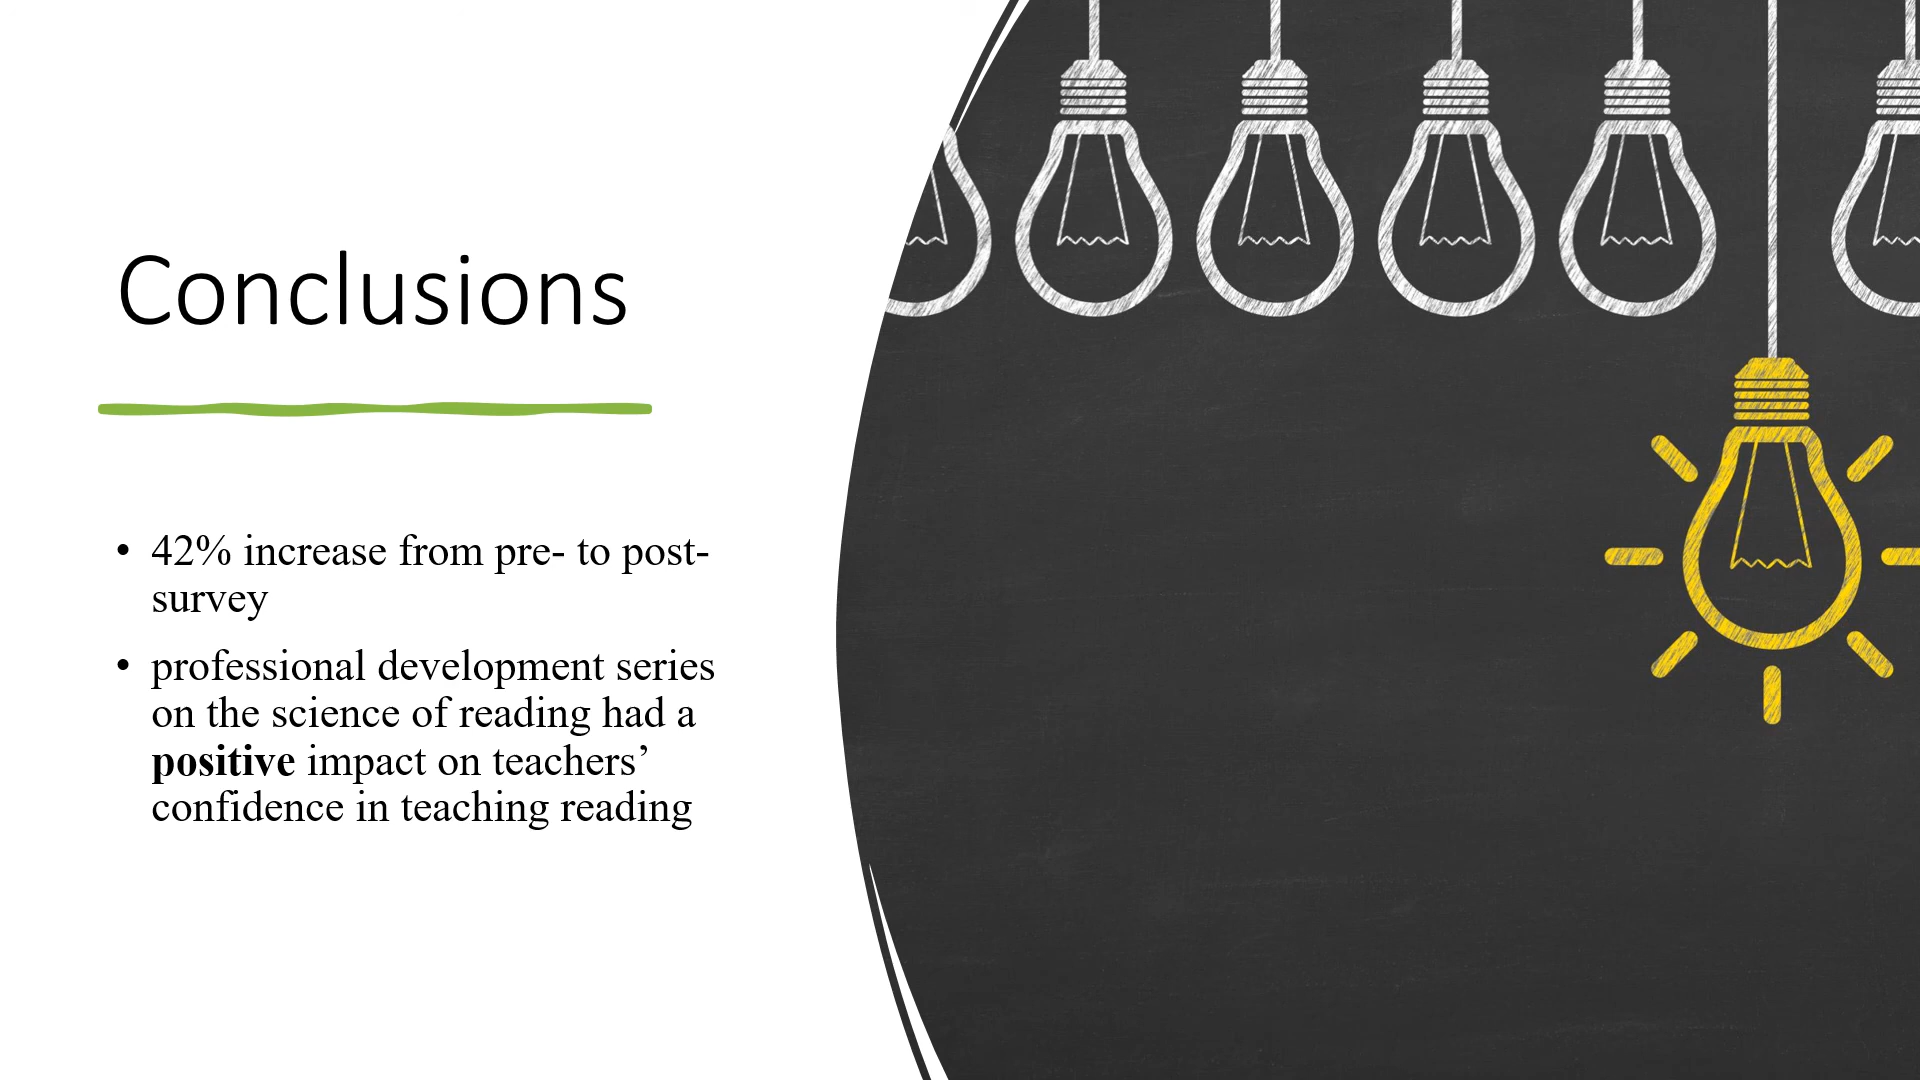 Conclusions
• 42% increase from pre- to post-
survey
• professional development series
on the science of reading had a
positive impact on teachers’
confidence in teaching reading